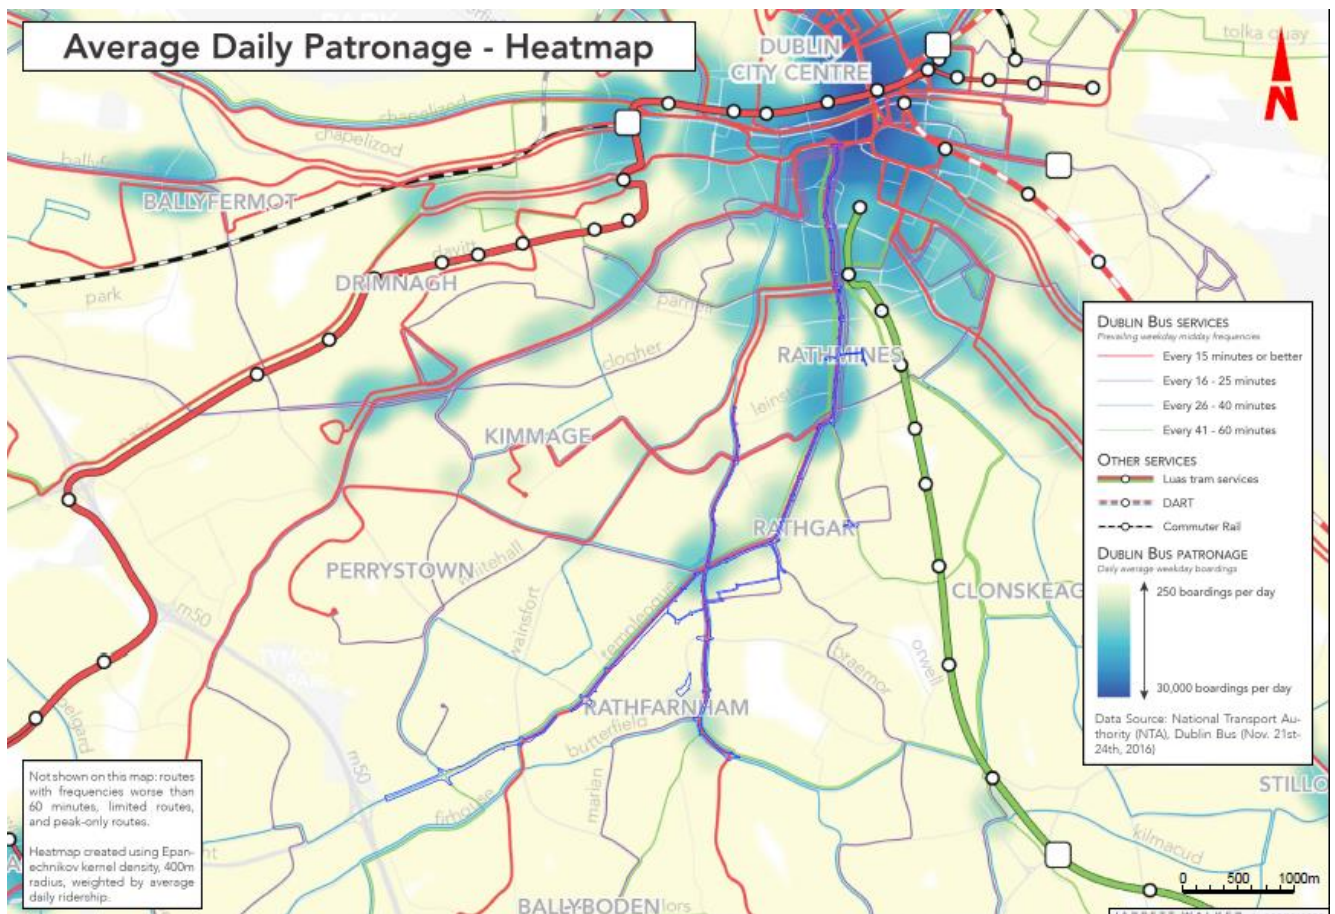 Average Daily Patronage - Heatmap
DUBLIN
CITY CENTRE
tolka quay
N
chapelizod
chapelizod
BALLYFERMOT
davitt
DRIMNAGH
park
parnell
clogher
RATHMINES
KIMMAGE
RATHGAR
PERRYSTOWN
whitehall
CLONSKEAG
m50
wainsfort
templeogue
TYMON
PARK
braemor
orwell
RATHFARNHAM
belgard
butterfield
m50
marian
firhouse
STILLO
kilmacud
BALLYBODEN
DUBLIN BUS SERVICES
Prevailing weekday midday frequencies
Every 15 minutes or better
Every 16 - 25 minutes
Every 26 - 40 minutes
Every 41 - 60 minutes
OTHER SERVICES
Luas tram services
DART
Commuter Rail
DUBLIN BUS PATRONAGE
Daily average weekday boardings
250 boardings per day
30,000 boardings per day
Data Source: National Transport Au-
thority (NTA), Dublin Bus (Nov. 21st-
24th, 2016)
Not shown on this map: routes
with frequencies worse than
60 minutes, limited routes,
and peak-only routes.
Heatmap created using Epan-
echnikov kernel density, 400m
radius, weighted by average
daily ridership.
0 500 1000m